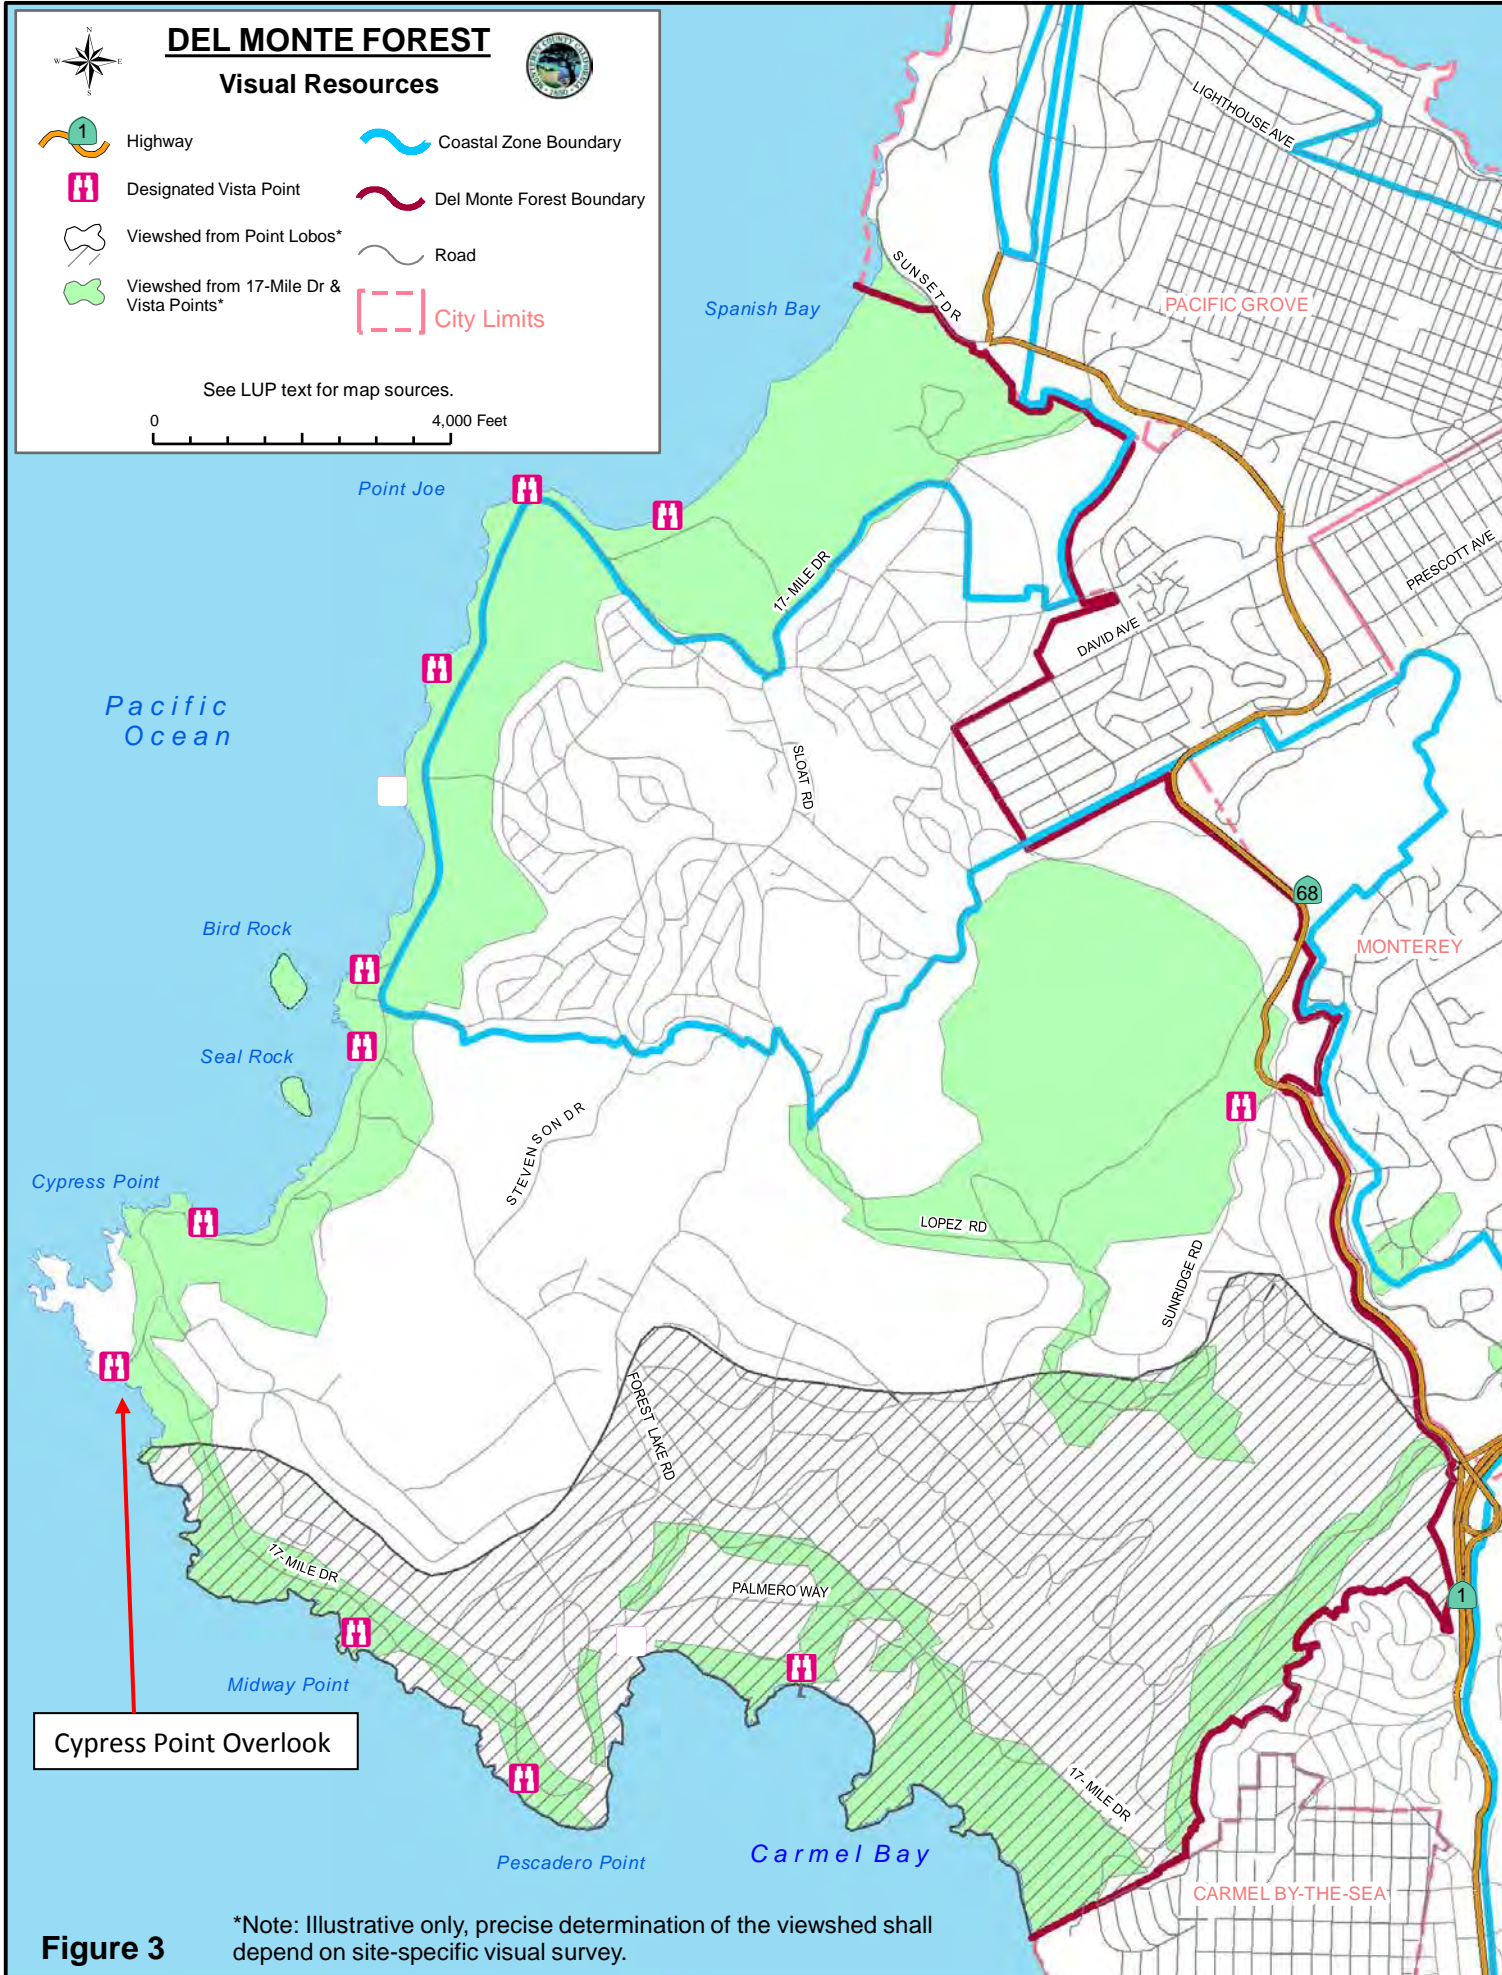 DEL MONTE FOREST
Visual Resources
N
W
E
S
MONTEREY COUNTY CALIFORNIA
1850
1
Highway
Coastal Zone Boundary
Designated Vista Point
Del Monte Forest Boundary
Viewshed from Point Lobos*
Road
Viewshed from 17-Mile Dr &
Vista Points*
City Limits
See LUP text for map sources.
0
4,000 Feet
LIGHTHOUSE AVE
SUNSET DR
PACIFIC GROVE
Spanish Bay
Point Joe
PRESCOTT AVE
17- MILE DR
DAVID AVE
Pacific
Ocean
SLOAT RD
68
Bird Rock
MONTEREY
Seal Rock
STEVENSON DR
Cypress Point
LOPEZ RD
SUNRIDGE RD
FOREST LAKE RD
17- MILE DR
PALMERO WAY
1
Midway Point
Cypress Point Overlook
17- MILE DR
Pescadero Point
Carmel Bay
CARMEL BY-THE-SEA
Figure 3
*Note: Illustrative only, precise determination of the viewshed shall
depend on site-specific visual survey.